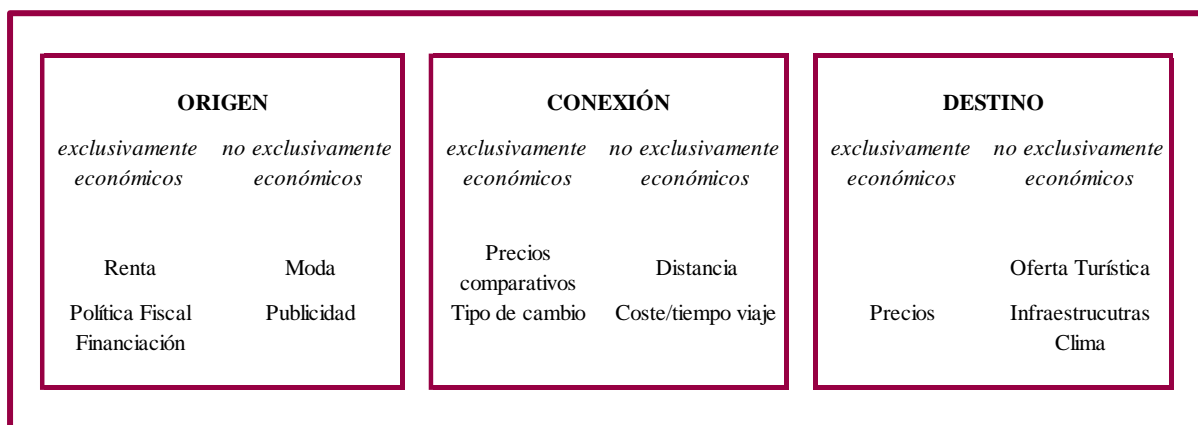 ORIGEN
exclusivamente no exclusivamente
económicos económicos
Renta Moda
Política Fiscal Publicidad
Financiación
CONEXIÓN
exclusivamente no exclusivamente
económicos económicos
Precios
comparativos Distancia
Tipo de cambio Coste/tiempo viaje
DESTINO
exclusivamente no exclusivamente
económicos económicos
Oferta Turística
Precios Infraestrucutras
Clima